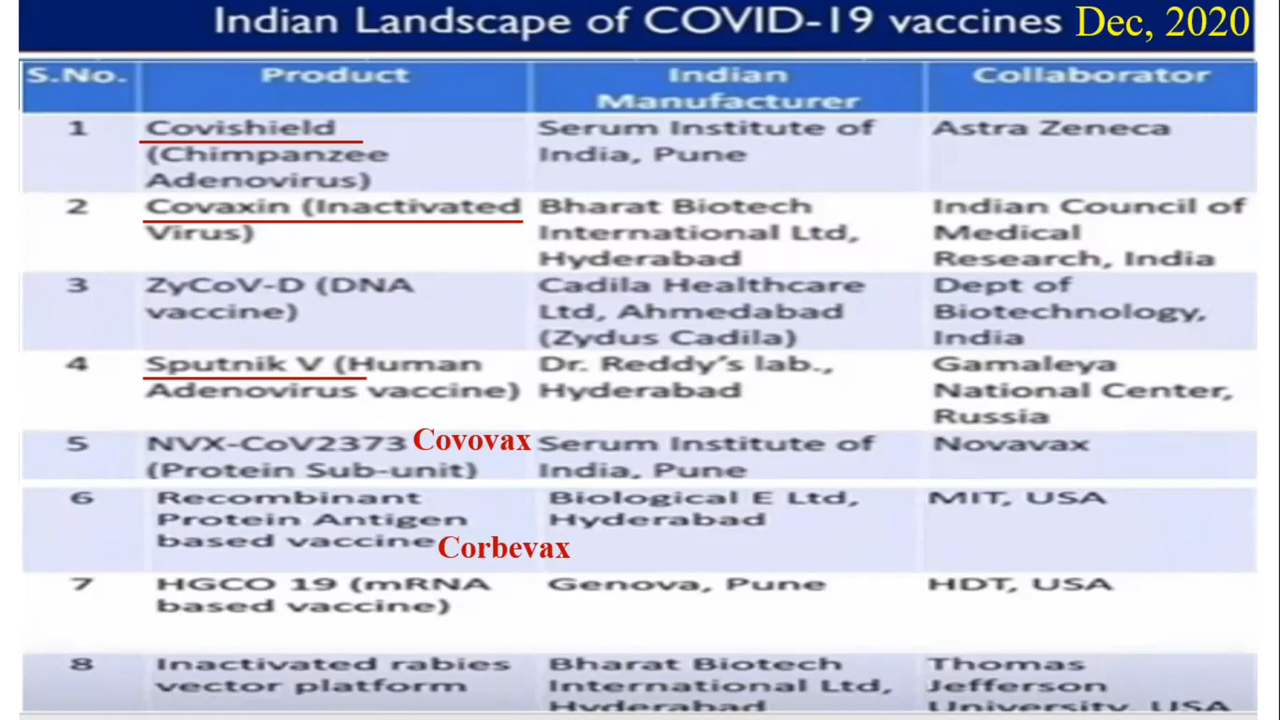 Indian Landscape of COVID-19 vaccines Dec, 2020
S.No. Product Indian Manufacturer Collaborator
1 Covishield (Chimpanzee Adenovirus) Serum Institute of India, Pune Astra Zeneca
2 Covaxin (Inactivated Virus) Bharat Biotech International Ltd, Hyderabad Indian Council of Medical Research, India
3 ZyCoV-D (DNA vaccine) Cadila Healthcare Ltd, Ahmedabad (Zydus Cadila) Dept of Biotechnology, India
4 Sputnik V (Human Adenovirus vaccine) Dr. Reddy's lab., Hyderabad Gamaleya National Center, Russia
5 NVX-CoV2373 (Protein Sub-unit) Covovax Serum Institute of India, Pune Novavax
6 Recombinant Protein Antigen based vaccine Corbevax Biological E Ltd, Hyderabad MIT, USA
7 HGCO 19 (mRNA based vaccine) Genova, Pune HDT, USA
8 Inactivated rabies vector platform Bharat Biotech International Ltd, Hyderabad Thomas Jefferson University, USA